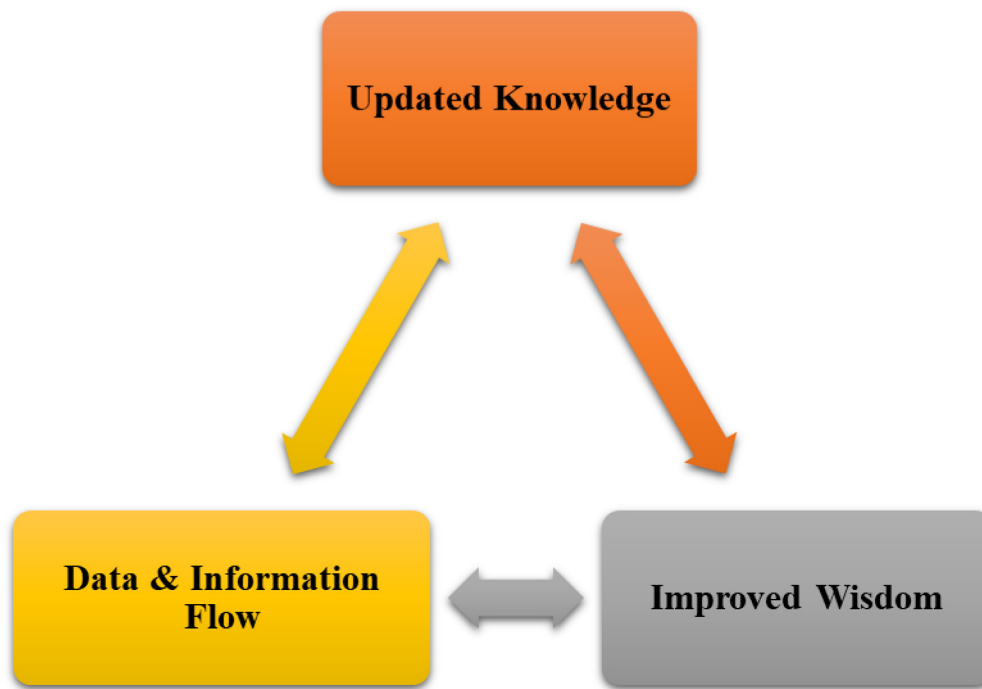 Updated Knowledge
Data & Information
Flow
Improved Wisdom